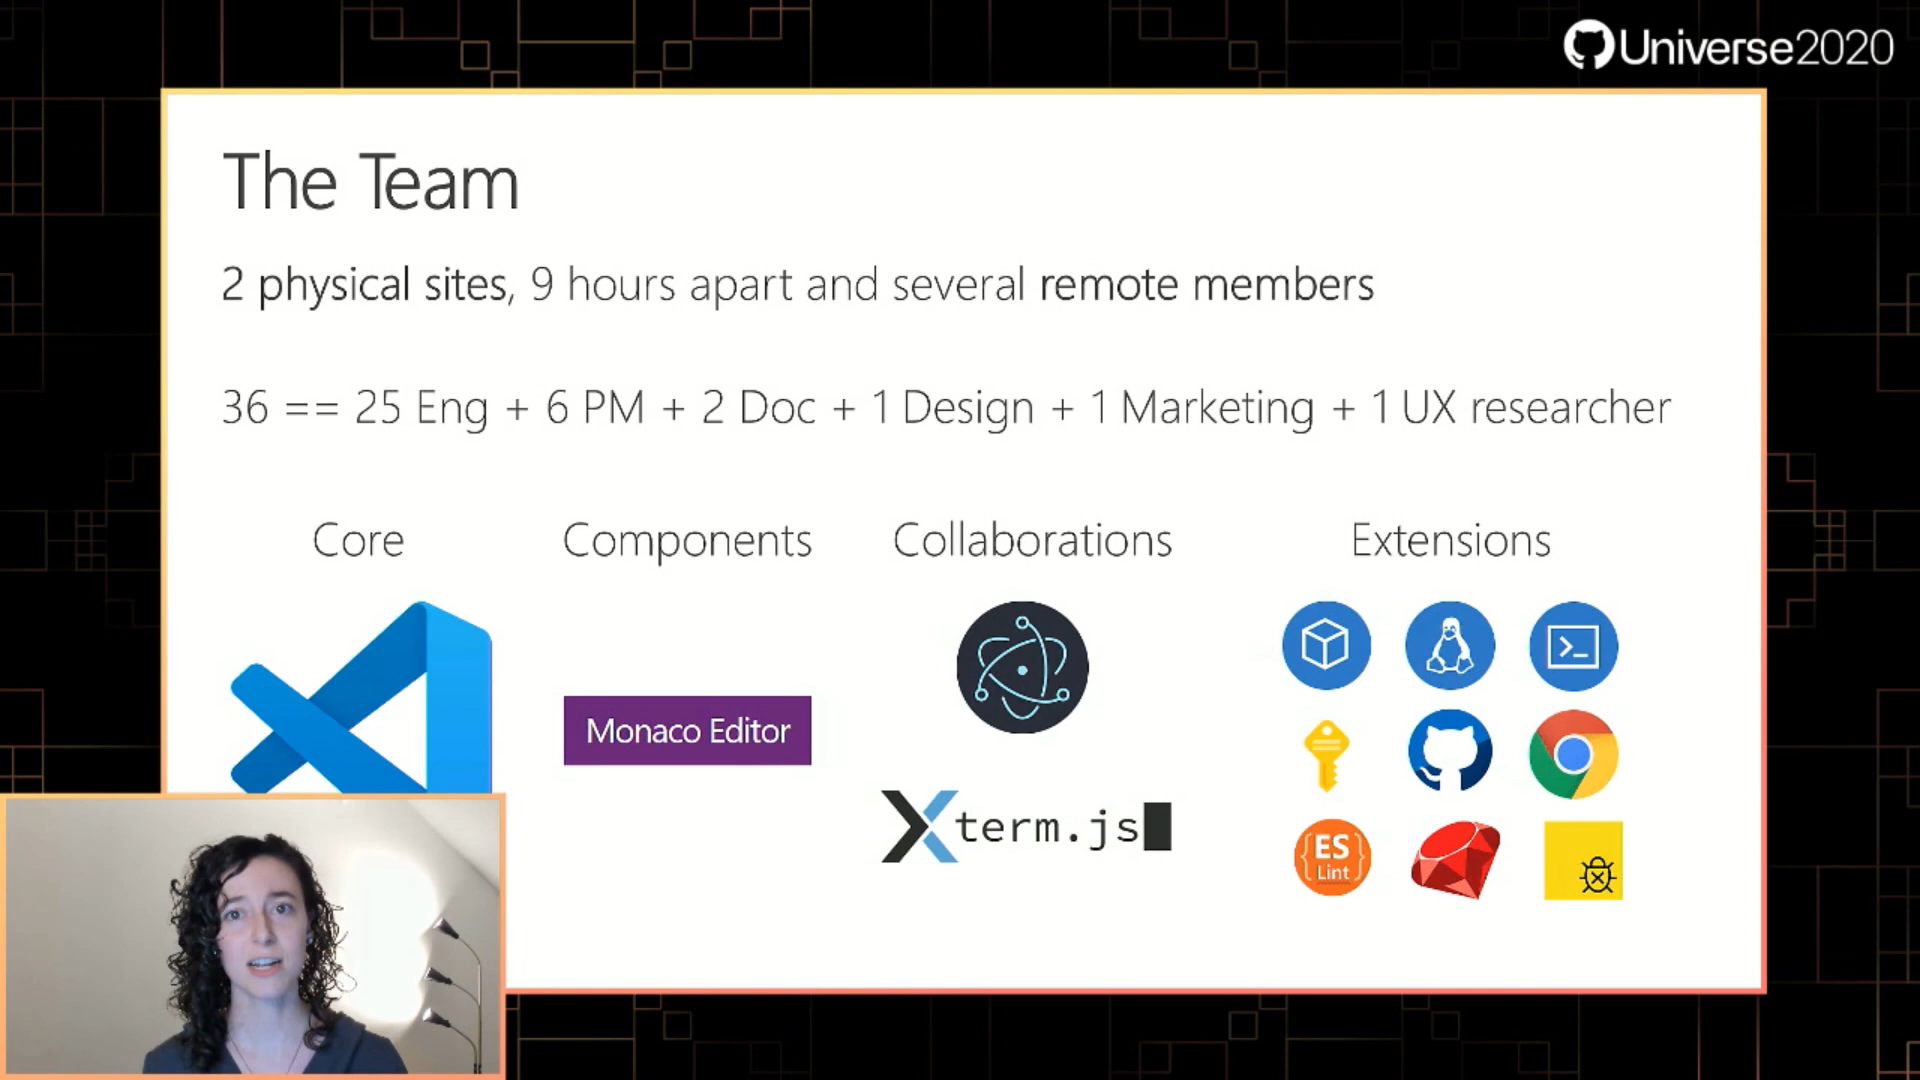 Universe2020
The Team
2 physical sites, 9 hours apart and several remote members
36 == 25 Eng + 6 PM + 2 Doc + 1 Design + 1 Marketing + 1 UX researcher
Core
Components
Collaborations
Extensions
Monaco Editor
Xterm.js
>_
{ES}
Lint